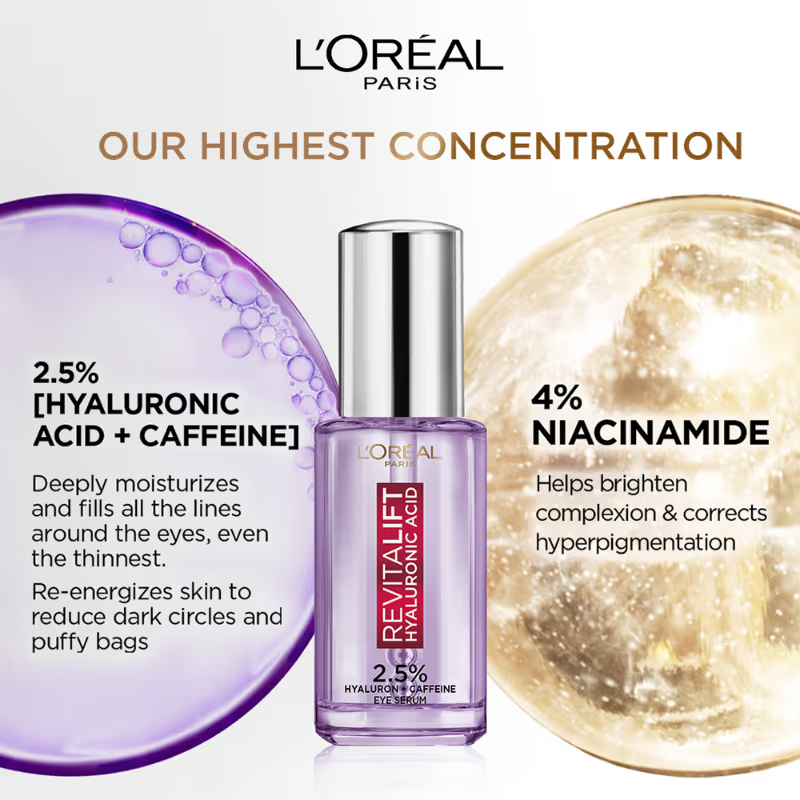 L'ORÉAL
PARiS
OUR HIGHEST CONCENTRATION
2.5%
[HYALURONIC
ACID + CAFFEINE]
Deeply moisturizes
and fills all the lines
around the eyes, even
the thinnest.
Re-energizes skin to
reduce dark circles and
puffy bags
L'ORÉAL
PARIS
REVITALIFT
HYALURONIC ACID
2.5%
HYALURON + CAFFEINE
EYE SERUM
4%
NIACINAMIDE
Helps brighten
complexion & corrects
hyperpigmentation